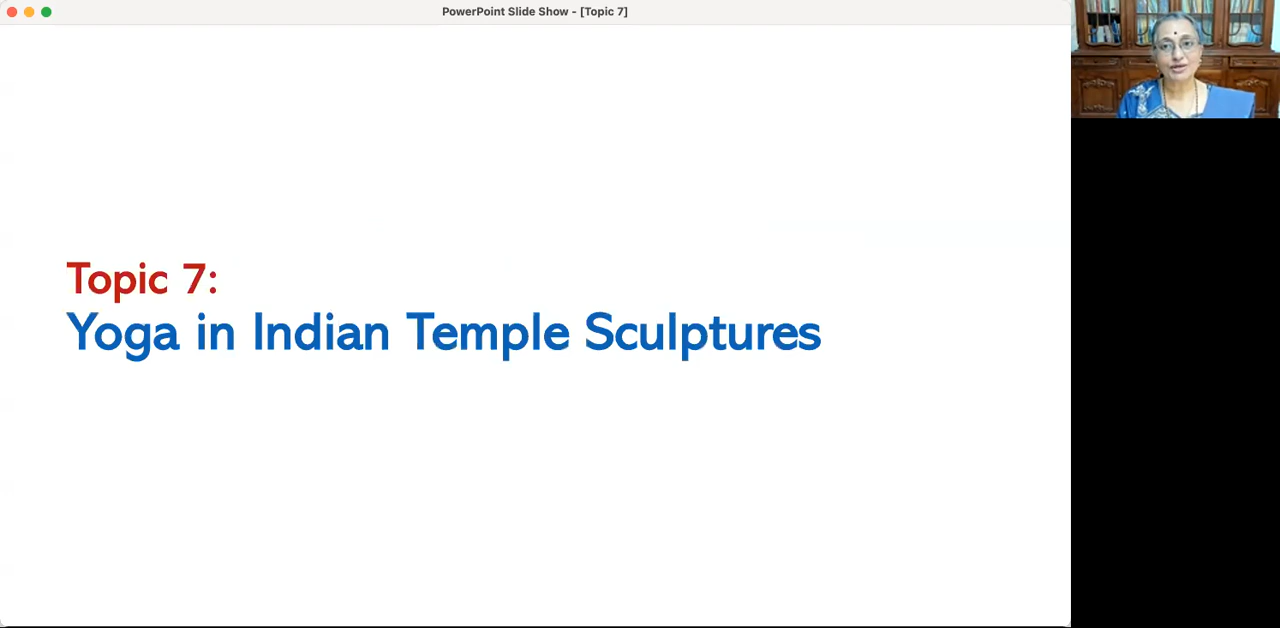 PowerPoint Slide Show - [Topic 7]
Topic 7:
Yoga in Indian Temple Sculptures